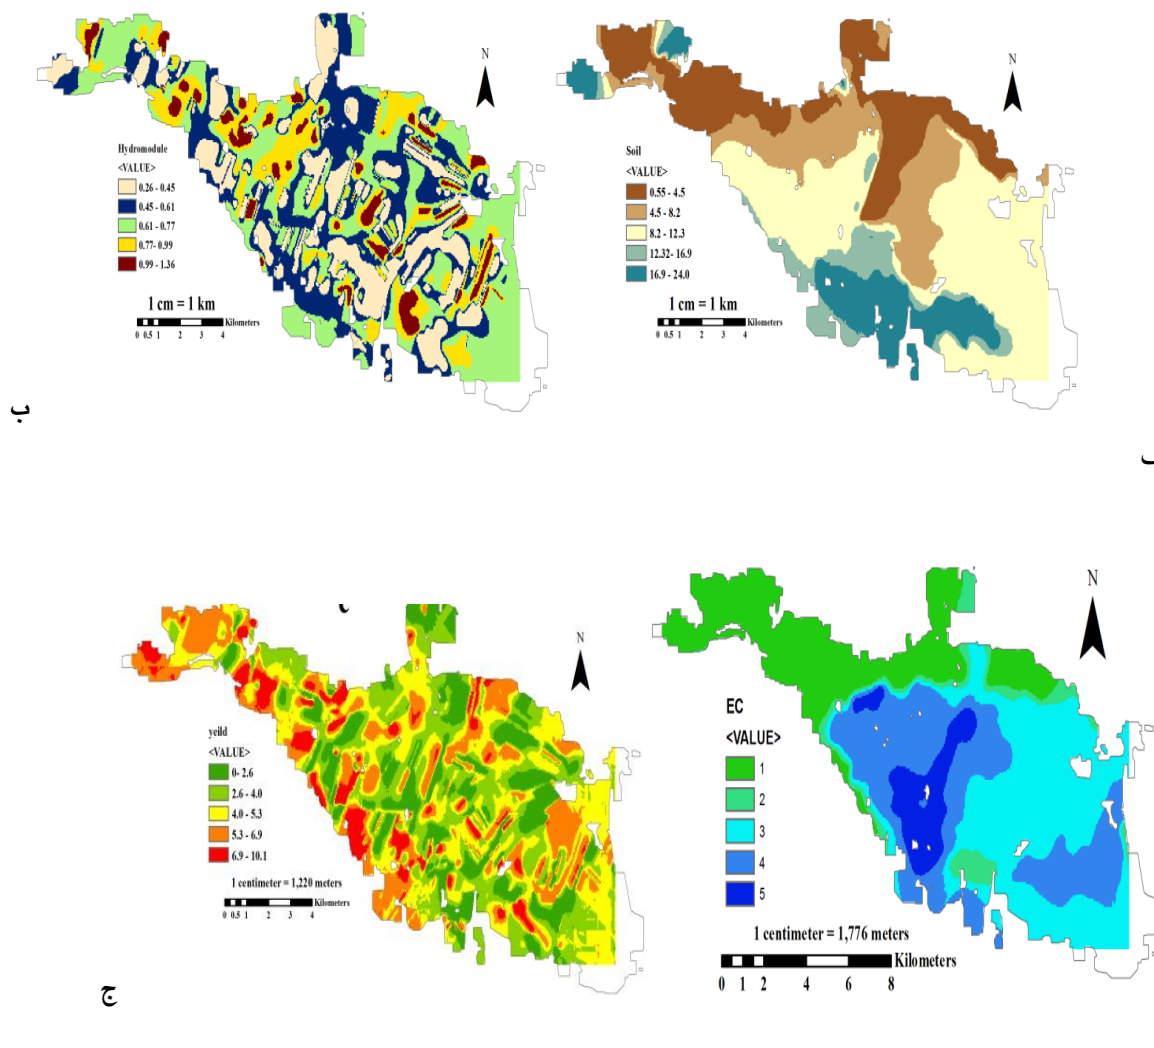 N
Hydromodule
<VALUE>
0.26 - 0.45
0.45 - 0.61
0.61 - 0.77
0.77- 0.99
0.99 - 1.36
1 cm = 1 km
Kilometers
0 0.5 1 2 3 4
ب
N
Soil
<VALUE>
0.55 - 4.5
4.5 - 8.2
8.2 - 12.3
12.32- 16.9
16.9 - 24.0
1 cm = 1 km
Kilometers
0 0.5 1 2 3 4
N
yeild
<VALUE>
0- 2.6
2.6 - 4.0
4.0 - 5.3
5.3 - 6.9
6.9 - 10.1
1 centimeter = 1,220 meters
Kilometers
0 0.5 1 2 3 4
ج
N
EC
<VALUE>
1
2
3
4
5
1 centimeter = 1,776 meters
Kilometers
0 1 2 4 6 8